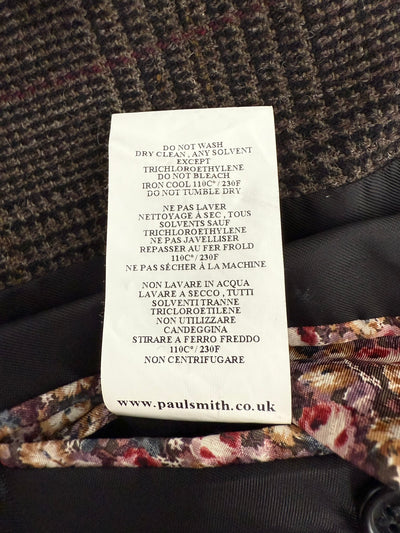 DO NOT WASH
DRY CLEAN , ANY SOLVENT
EXCEPT
TRICHLOROETHYLENE
DO NOT BLEACH
IRON COOL 110C°/230F
DO NOT TUMBLE DRY
NE PAS LAVER
NETTOYAGE À SEC , TOUS
SOLVENTS SAUF
TRICHLOROETHYLENE
NE PAS JAVELLISER
REPASSER AU FER FROLD
110C°/230F
NE PAS SÉCHER À LA MACHINE
NON LAVARE IN ACQUA
LAVARE A SECCO , TUTTI
SOLVENTI TRANNE
TRICLOROETILENE
NON UTILIZZARE
CANDEGGINA
STIRARE A FERRO FREDDO
110C°/230F
NON CENTRIFUGARE
www.paulsmith.co.uk